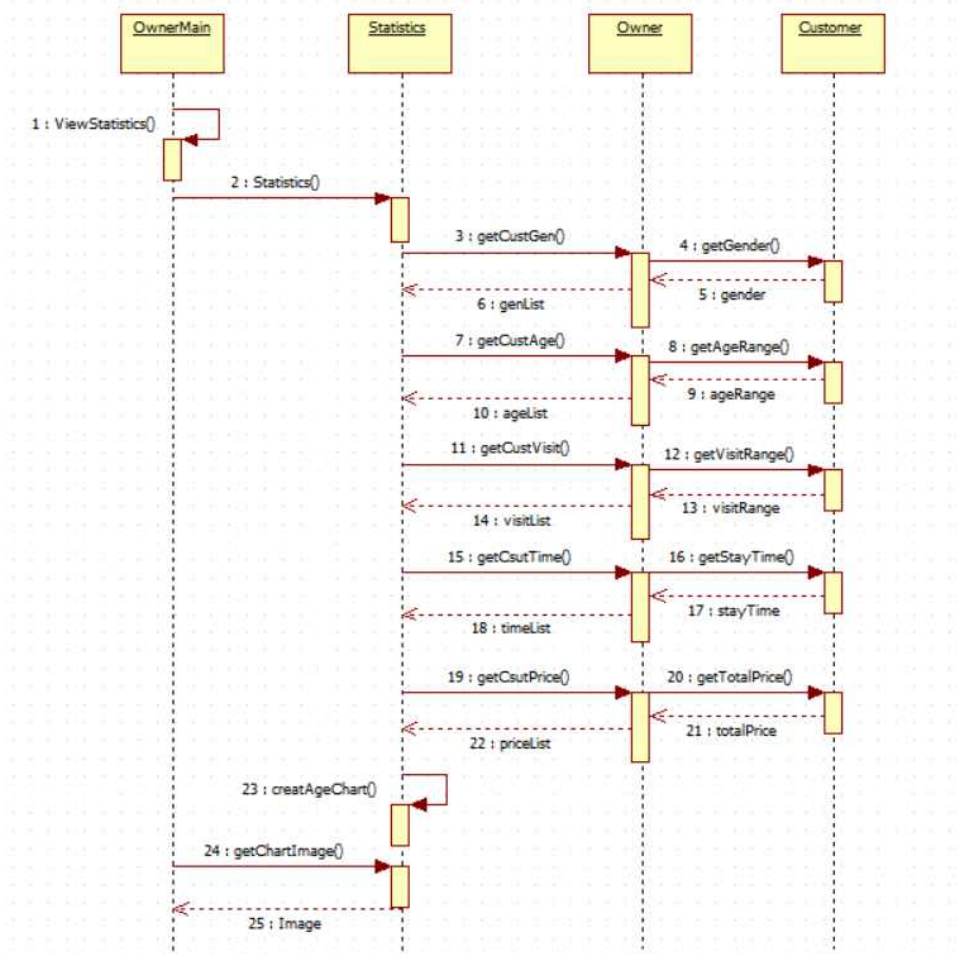 OwnerMain
Statistics
Owner
Customer
1 : ViewStatistics()
2 : Statistics()
3 : getCustGen()
4 : getGender()
5 : gender
6 : genList
7 : getCustAge()
8 : getAgeRange()
9 : ageRange
10 : ageList
11 : getCustVisit()
12 : getVisitRange()
13 : visitRange
14 : visitList
15 : getCsutTime()
16 : getStayTime()
17 : stayTime
18 : timeList
19 : getCsutPrice()
20 : getTotalPrice()
21 : totalPrice
22 : priceList
23 : creatAgeChart()
24 : getChartImage()
25 : Image